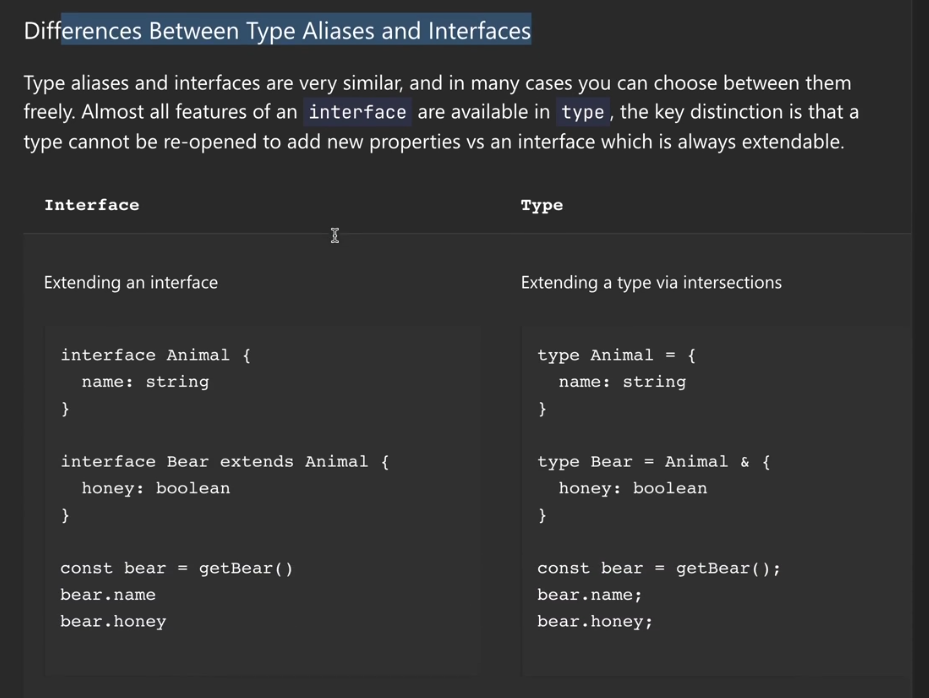 Differences Between Type Aliases and Interfaces
Type aliases and interfaces are very similar, and in many cases you can choose between them
freely. Almost all features of an interface are available in type, the key distinction is that a
type cannot be re-opened to add new properties vs an interface which is always extendable.
Interface
Type
Extending an interface
interface Animal {
  name: string
}
interface Bear extends Animal {
  honey: boolean
}
const bear = getBear()
bear.name
bear.honey
Extending a type via intersections
type Animal = {
  name: string
}
type Bear = Animal & {
  honey: boolean
}
const bear = getBear();
bear.name;
bear.honey;